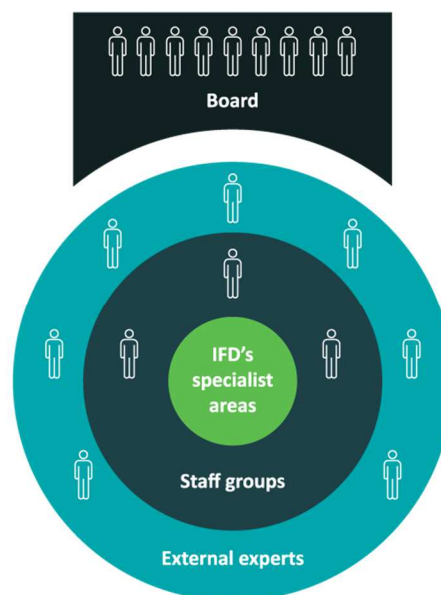 Board
IFD's
specialist
areas
Staff groups
External experts